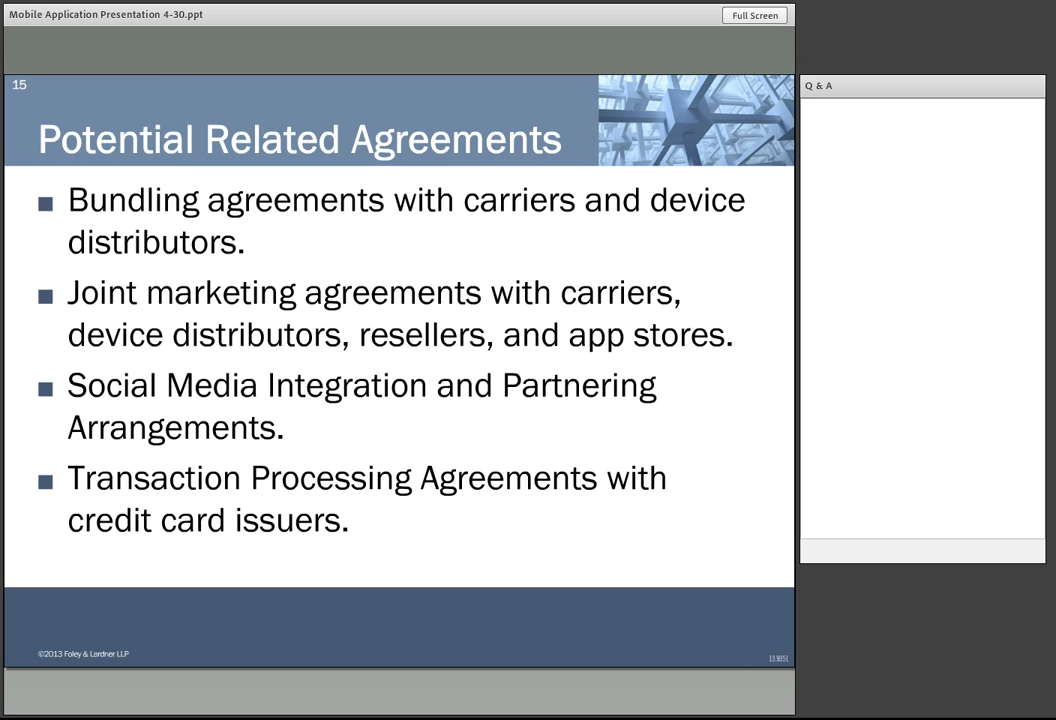 Mobile Application Presentation 4-30.ppt
Full Screen
15
Potential Related Agreements
Q & A
Bundling agreements with carriers and device
distributors.
Joint marketing agreements with carriers,
device distributors, resellers, and app stores.
Social Media Integration and Partnering
Arrangements.
Transaction Processing Agreements with
credit card issuers.
©2013 Foley & Lardner LLP